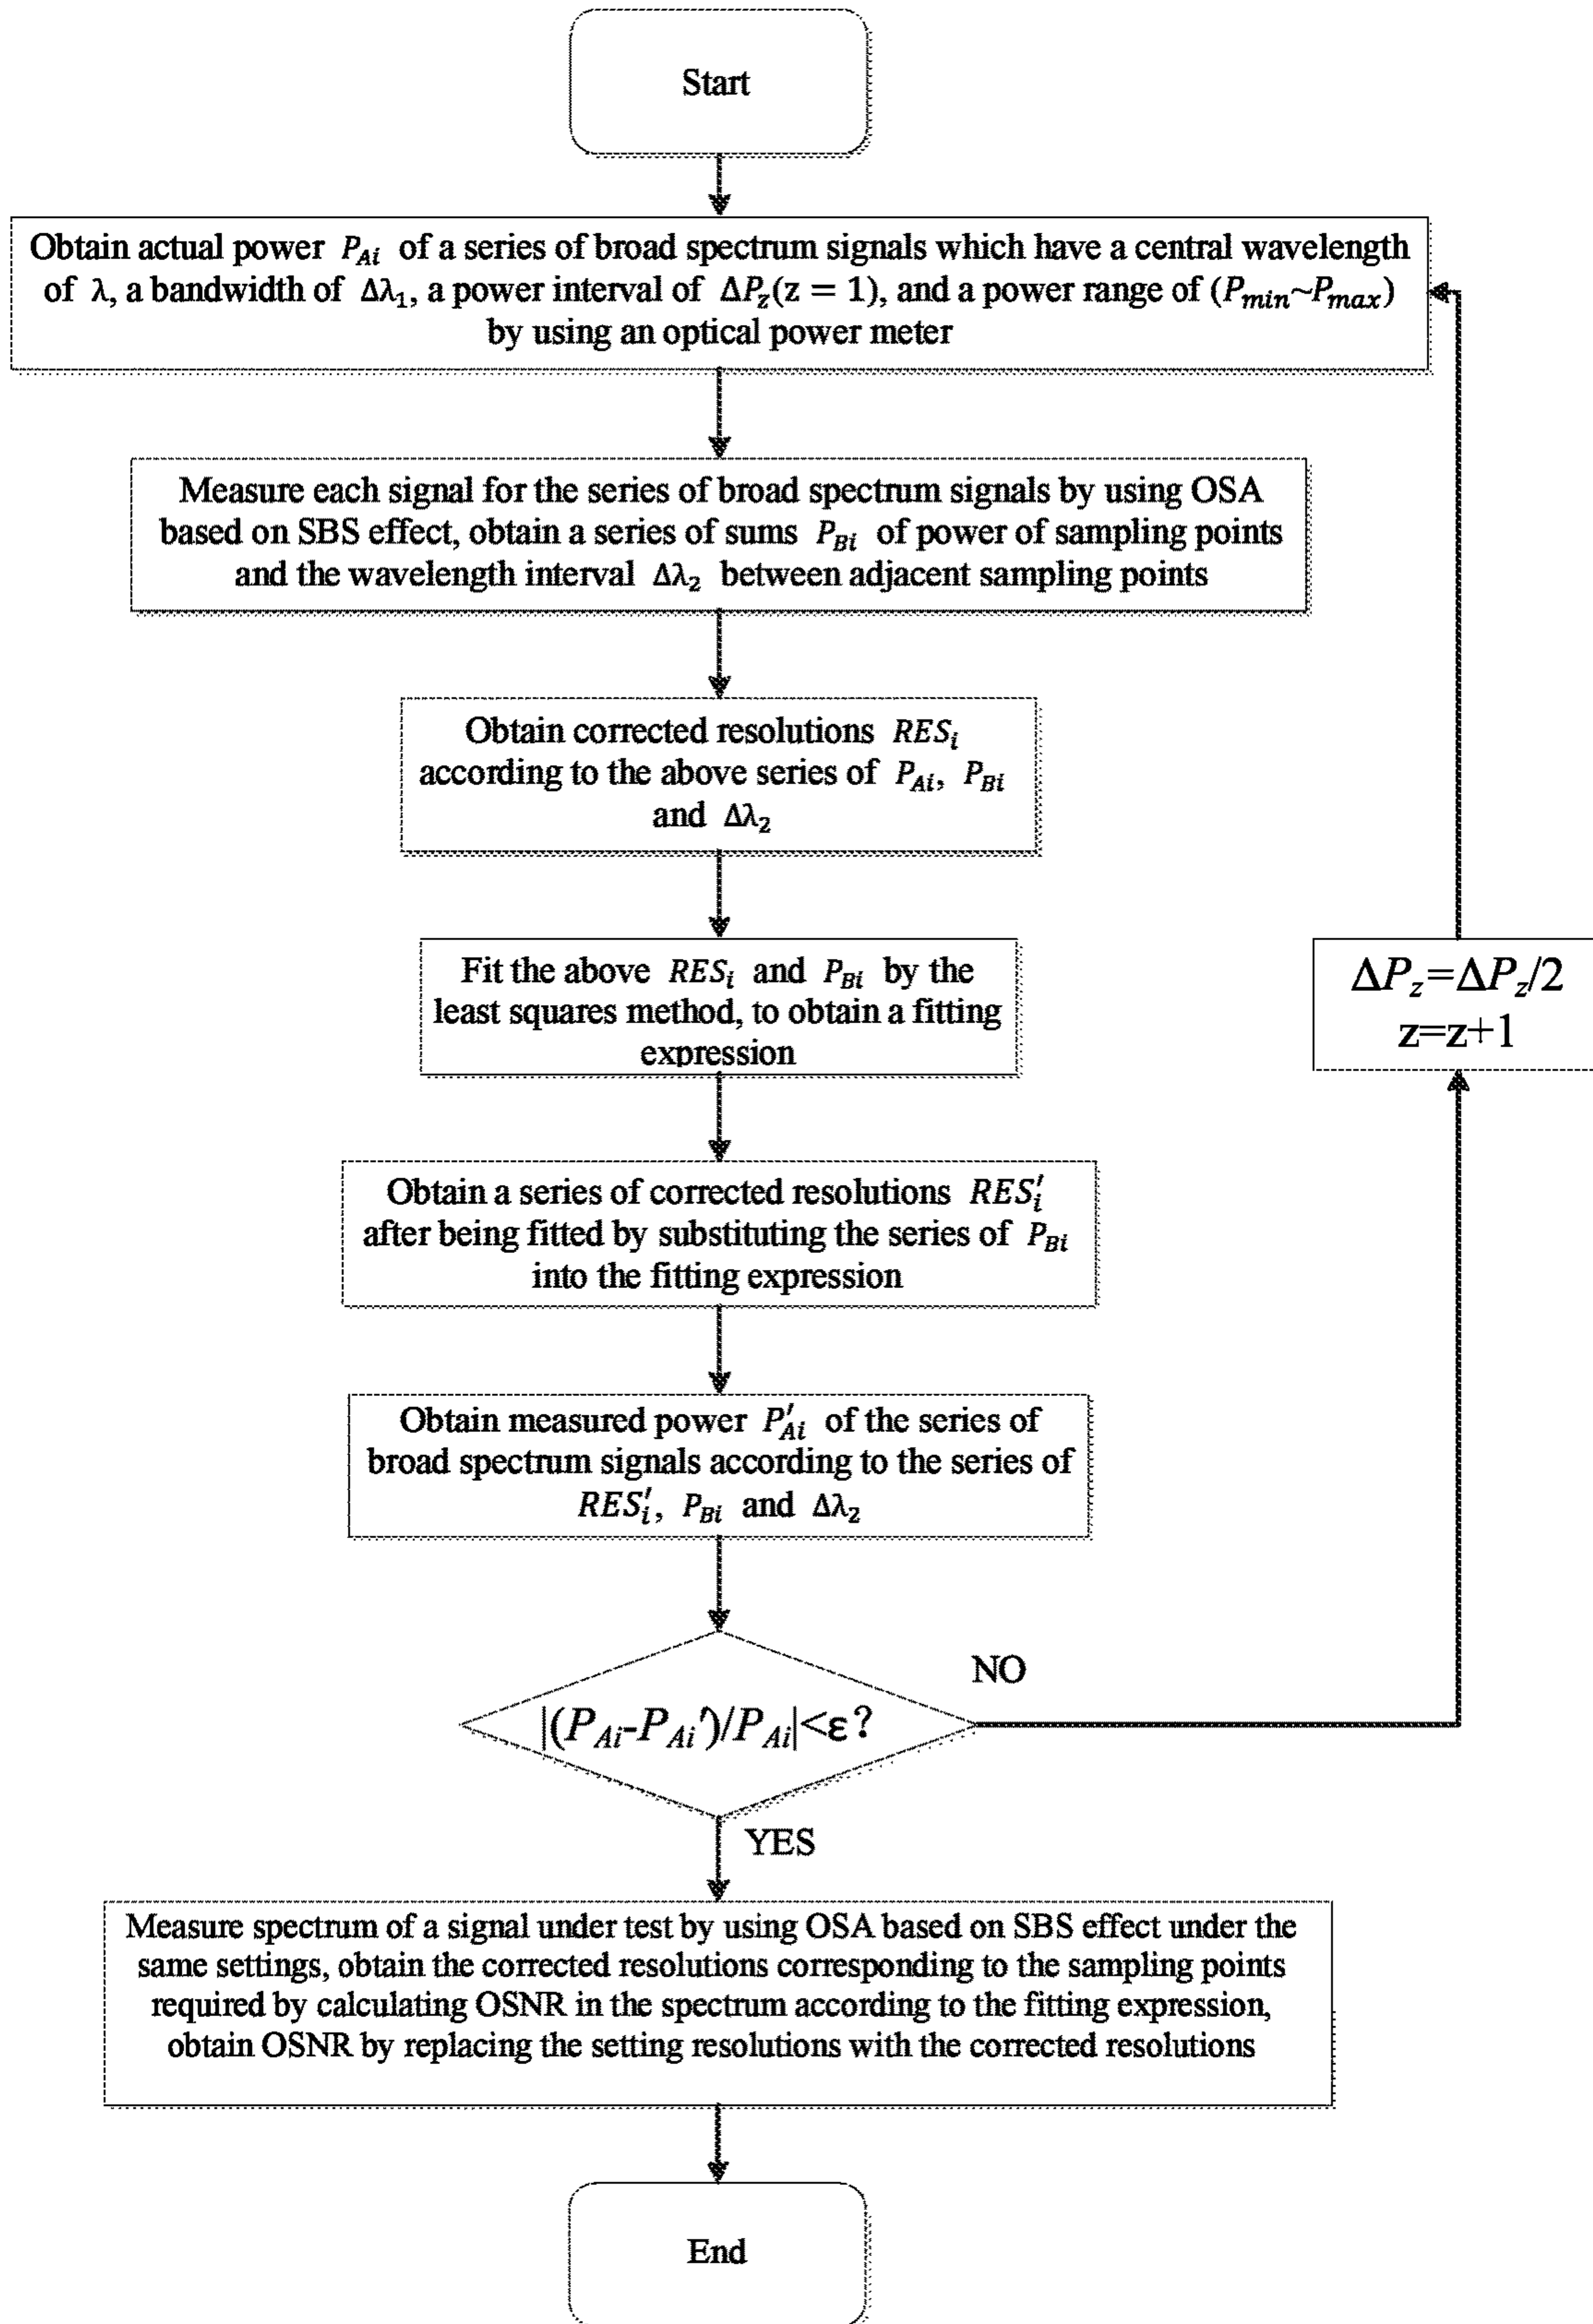 Start
Obtain actual power P_Ai of a series of broad spectrum signals which have a central wavelength
of λ, a bandwidth of Δλ₁, a power interval of ΔP_z(z = 1), and a power range of (P_min~P_max)
by using an optical power meter
Measure each signal for the series of broad spectrum signals by using OSA
based on SBS effect, obtain a series of sums P_Bi of power of sampling points
and the wavelength interval Δλ₂ between adjacent sampling points
Obtain corrected resolutions RES_i
according to the above series of P_Ai, P_Bi
and Δλ₂
Fit the above RES_i and P_Bi by the
least squares method, to obtain a fitting
expression
ΔP_z=ΔP_z/2
z=z+1
Obtain a series of corrected resolutions RES′_i
after being fitted by substituting the series of P_Bi
into the fitting expression
Obtain measured power P′_Ai of the series of
broad spectrum signals according to the series of
RES′_i, P_Bi and Δλ₂
NO
|(P_Ai-P_Ai′)/P_Ai|<ε?
YES
Measure spectrum of a signal under test by using OSA based on SBS effect under the
same settings, obtain the corrected resolutions corresponding to the sampling points
required by calculating OSNR in the spectrum according to the fitting expression,
obtain OSNR by replacing the setting resolutions with the corrected resolutions
End